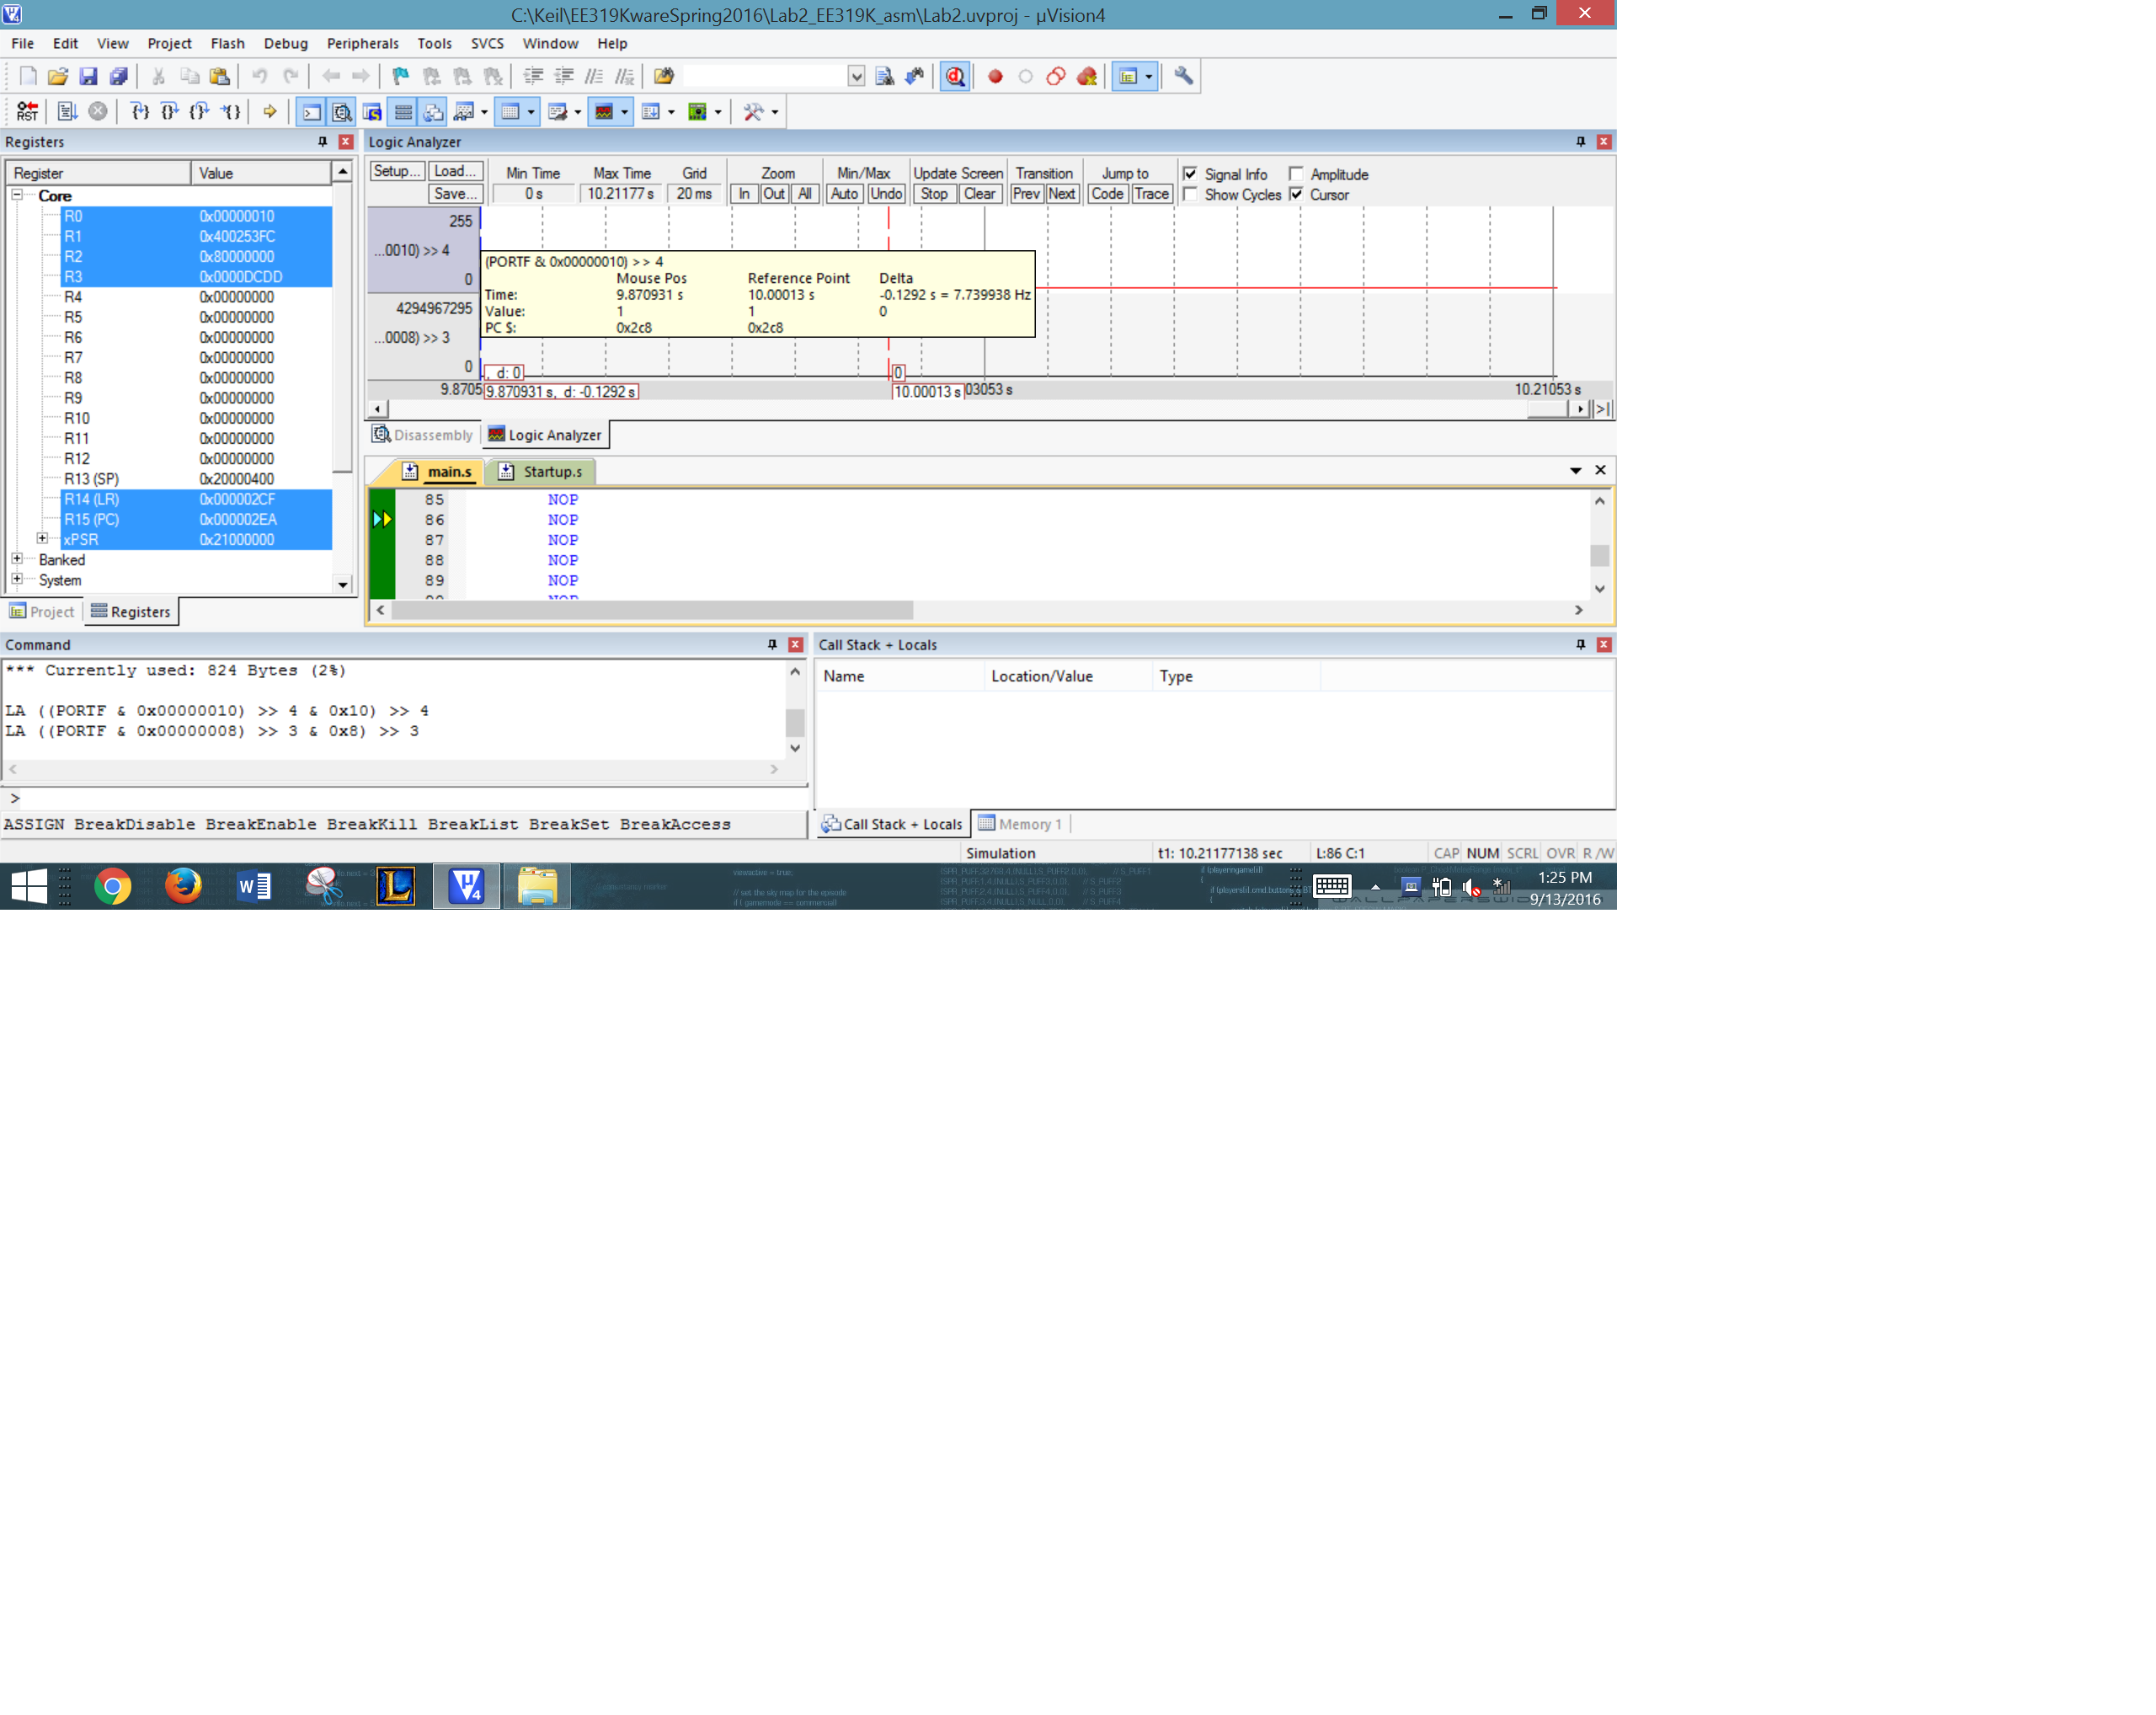 C:\Keil\EE319KwareSpring2016\Lab2_EE319K_asm\Lab2.uvproj - µVision4
File Edit View Project Flash Debug Peripherals Tools SVCS Window Help
RST
Registers
Register Value
Core
R0 0x00000010
R1 0x400253FC
R2 0x80000000
R3 0x0000DCDD
R4 0x00000000
R5 0x00000000
R6 0x00000000
R7 0x00000000
R8 0x00000000
R9 0x00000000
R10 0x00000000
R11 0x00000000
R12 0x00000000
R13 (SP) 0x20000400
R14 (LR) 0x000002CF
R15 (PC) 0x000002EA
xPSR 0x21000000
Banked
System
Project Registers
Logic Analyzer
Setup... Load... Min Time Max Time Grid Zoom Min/Max Update Screen Transition Jump to Signal Info Amplitude
Save... 0 s 10.21177 s 20 ms In Out All Auto Undo Stop Clear Prev Next Code Trace Show Cycles Cursor
255
...0010) >> 4
0
4294967295
...0008) >> 3
0
(PORTF & 0x00000010) >> 4
Mouse Pos Reference Point Delta
Time: 9.870931 s 10.00013 s -0.1292 s = 7.739938 Hz
Value: 1 1 0
PC $: 0x2c8 0x2c8
, d: 0 0
9.8705 9.870931 s, d: -0.1292 s 10.00013 s 03053 s 10.21053 s
Disassembly Logic Analyzer
main.s Startup.s
85 NOP
86 NOP
87 NOP
88 NOP
89 NOP
90 NOP
Command
*** Currently used: 824 Bytes (2%)
LA ((PORTF & 0x00000010) >> 4 & 0x10) >> 4
LA ((PORTF & 0x00000008) >> 3 & 0x8) >> 3
>
ASSIGN BreakDisable BreakEnable BreakKill BreakList BreakSet BreakAccess
Call Stack + Locals
Name Location/Value Type
Call Stack + Locals Memory 1
Simulation t1: 10.21177138 sec L:86 C:1 CAP NUM SCRL OVR R/W
1:25 PM
9/13/2016